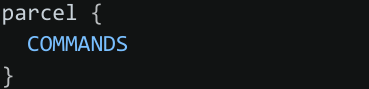 parcel {
  COMMANDS
}